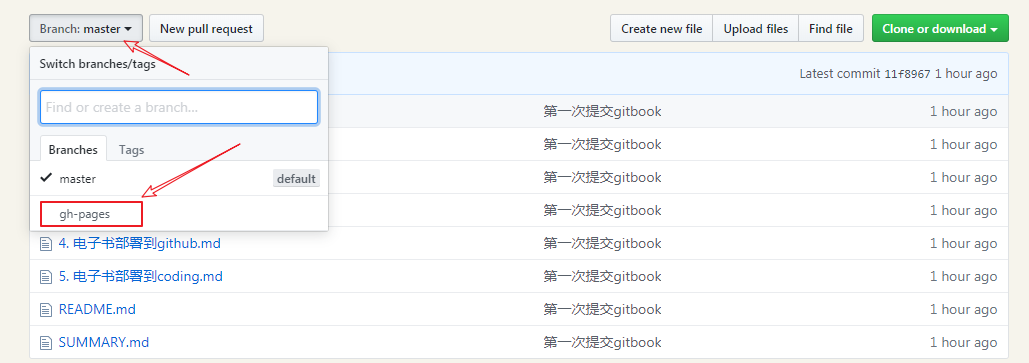 Branch: master New pull request Create new file Upload files Find file Clone or download
Switch branches/tags
Latest commit 11f8967 1 hour ago
Find or create a branch...
第一次提交gitbook 1 hour ago
Branches Tags
第一次提交gitbook 1 hour ago
master default
第一次提交gitbook 1 hour ago
gh-pages
第一次提交gitbook 1 hour ago
4. 电子书部署到github.md 第一次提交gitbook 1 hour ago
5. 电子书部署到coding.md 第一次提交gitbook 1 hour ago
README.md 第一次提交gitbook 1 hour ago
SUMMARY.md 第一次提交gitbook 1 hour ago